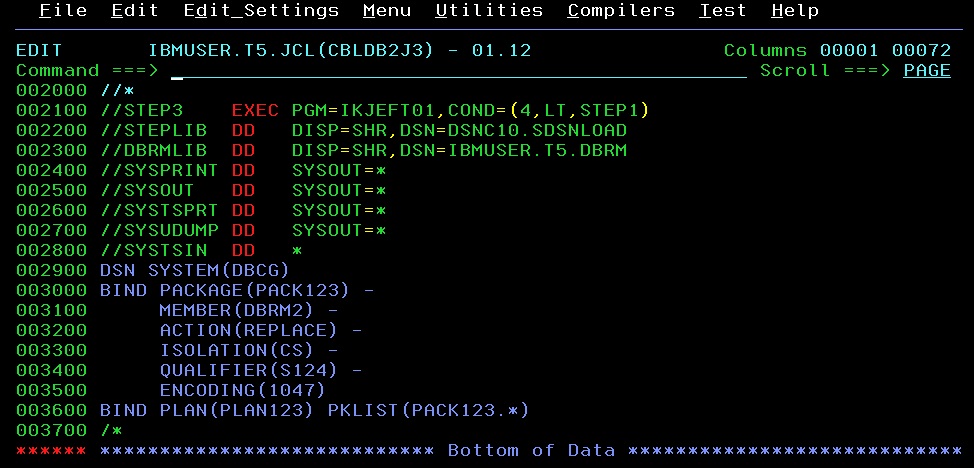 File  Edit  Edit_Settings  Menu  Utilities  Compilers  Test  Help
EDIT       IBMUSER.T5.JCL(CBLDB2J3) - 01.12                Columns 00001 00072
Command ===>                                                  Scroll ===> PAGE
002000 //*
002100 //STEP3    EXEC PGM=IKJEFT01,COND=(4,LT,STEP1)
002200 //STEPLIB  DD   DISP=SHR,DSN=DSNC10.SDSNLOAD
002300 //DBRMLIB  DD   DISP=SHR,DSN=IBMUSER.T5.DBRM
002400 //SYSPRINT DD   SYSOUT=*
002500 //SYSOUT   DD   SYSOUT=*
002600 //SYSTSPRT DD   SYSOUT=*
002700 //SYSUDUMP DD   SYSOUT=*
002800 //SYSTSIN  DD   *
002900 DSN SYSTEM(DBCG)
003000 BIND PACKAGE(PACK123) -
003100      MEMBER(DBRM2) -
003200      ACTION(REPLACE) -
003300      ISOLATION(CS) -
003400      QUALIFIER(S124) -
003500      ENCODING(1047)
003600 BIND PLAN(PLAN123) PKLIST(PACK123.*)
003700 /*
****** **************************** Bottom of Data ****************************